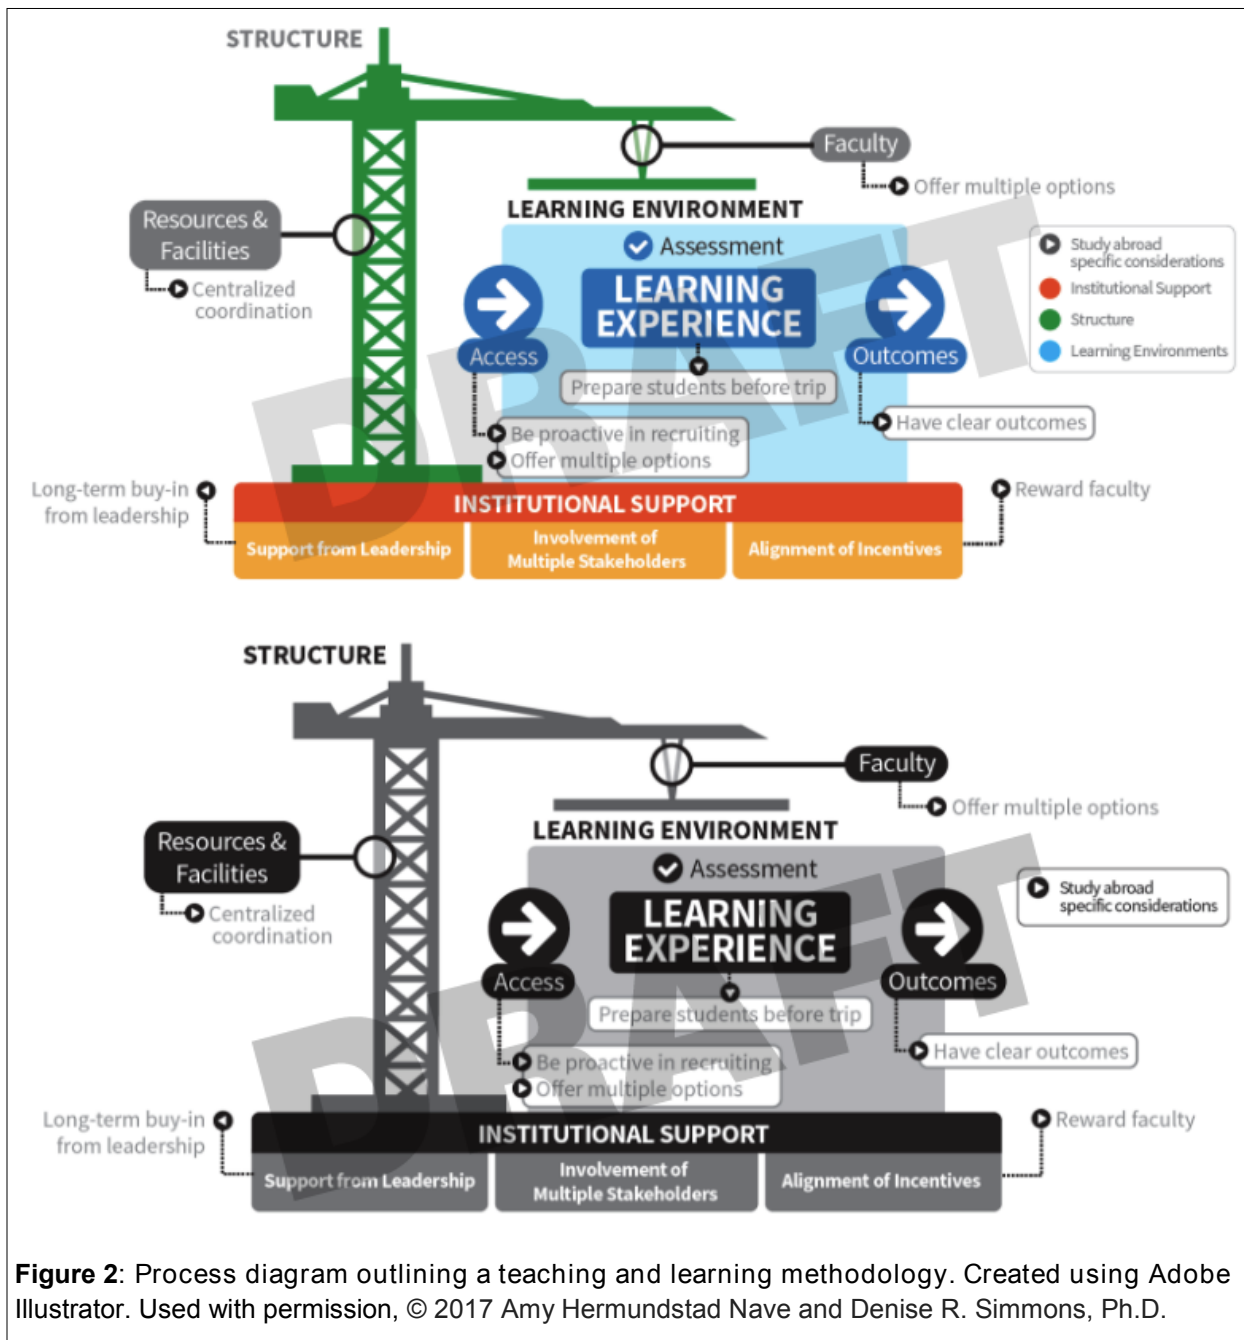 STRUCTURE
Faculty
Offer multiple options
Resources &
Facilities
Centralized
coordination
LEARNING ENVIRONMENT
Assessment
LEARNING
EXPERIENCE
Access
Outcomes
Prepare students before trip
Be proactive in recruiting
Offer multiple options
Have clear outcomes
Study abroad
specific considerations
Institutional Support
Structure
Learning Environments
Long-term buy-in
from leadership
Reward faculty
INSTITUTIONAL SUPPORT
Support from Leadership
Involvement of
Multiple Stakeholders
Alignment of Incentives
DRAFT
STRUCTURE
Faculty
Offer multiple options
Resources &
Facilities
Centralized
coordination
LEARNING ENVIRONMENT
Assessment
LEARNING
EXPERIENCE
Access
Outcomes
Prepare students before trip
Be proactive in recruiting
Offer multiple options
Have clear outcomes
Study abroad
specific considerations
Long-term buy-in
from leadership
Reward faculty
INSTITUTIONAL SUPPORT
Support from Leadership
Involvement of
Multiple Stakeholders
Alignment of Incentives
DRAFT
Figure 2: Process diagram outlining a teaching and learning methodology. Created using Adobe
Illustrator. Used with permission, © 2017 Amy Hermundstad Nave and Denise R. Simmons, Ph.D.